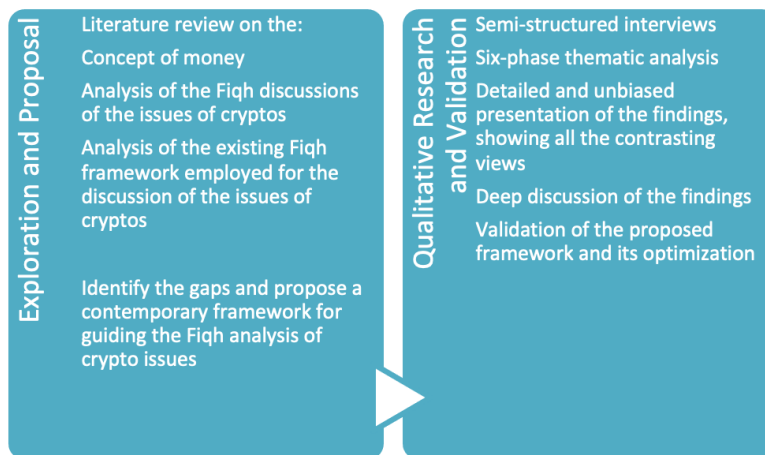 Exploration and Proposal
Literature review on the:
Concept of money
Analysis of the Fiqh discussions
of the issues of cryptos
Analysis of the existing Fiqh
framework employed for the
discussion of the issues of
cryptos
Identify the gaps and propose a
contemporary framework for
guiding the Fiqh analysis of
crypto issues
Qualitative Research
and Validation
Semi-structured interviews
Six-phase thematic analysis
Detailed and unbiased
presentation of the findings,
showing all the contrasting
views
Deep discussion of the findings
Validation of the proposed
framework and its optimization